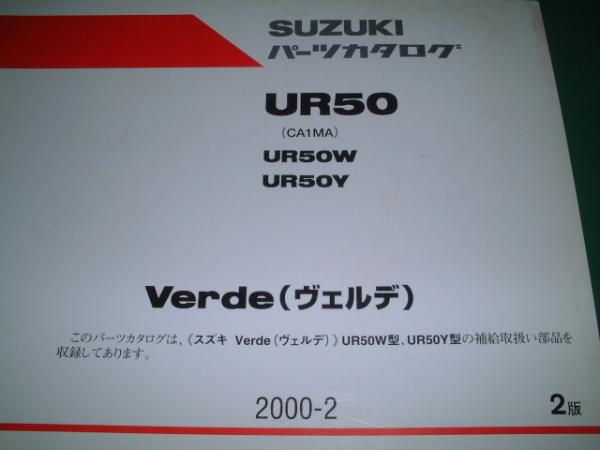 SUZUKI
パーツカタログ
UR50
(CA1MA)
UR50W
UR50Y
Verde(ヴェルデ)
このパーツカタログは、《スズキ Verde(ヴェルデ)》UR50W型、UR50Y型の補給取扱い部品を
収録してあります。
2000-2
2版